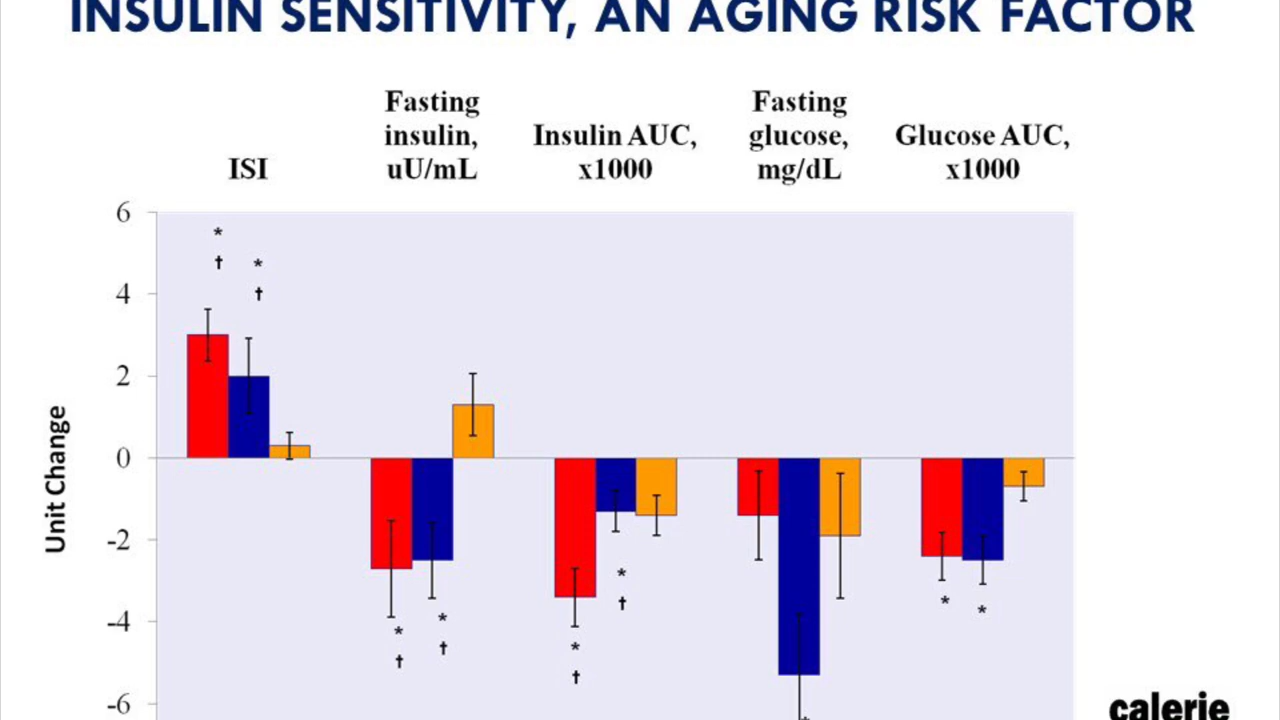 INSULIN SENSITIVITY, AN AGING RISK FACTOR
Fasting
insulin,
uU/mL
Insulin AUC,
x1000
Fasting
glucose,
mg/dL
Glucose AUC,
x1000
ISI
6
4
2
0
-2
-4
-6
Unit Change
*
†
*
†
*
†
*
†
*
†
*
†
*
*
*
calerie